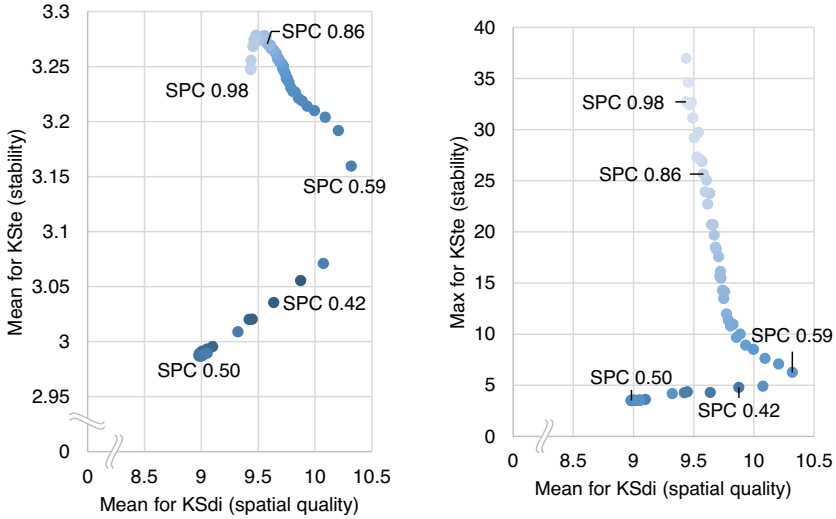 3.3
3.25
3.2
3.15
3.1
3.05
3
2.95
0
Mean for KSte (stability)
SPC 0.86
SPC 0.98
SPC 0.59
SPC 0.42
SPC 0.50
0
9
9.5
10
10.5
Mean for KSdi (spatial quality)
40
35
30
25
20
15
10
5
0
Max for KSte (stability)
SPC 0.98
SPC 0.86
SPC 0.59
SPC 0.50
SPC 0.42
0
8.5
9
9.5
10
10.5
Mean for KSdi (spatial quality)